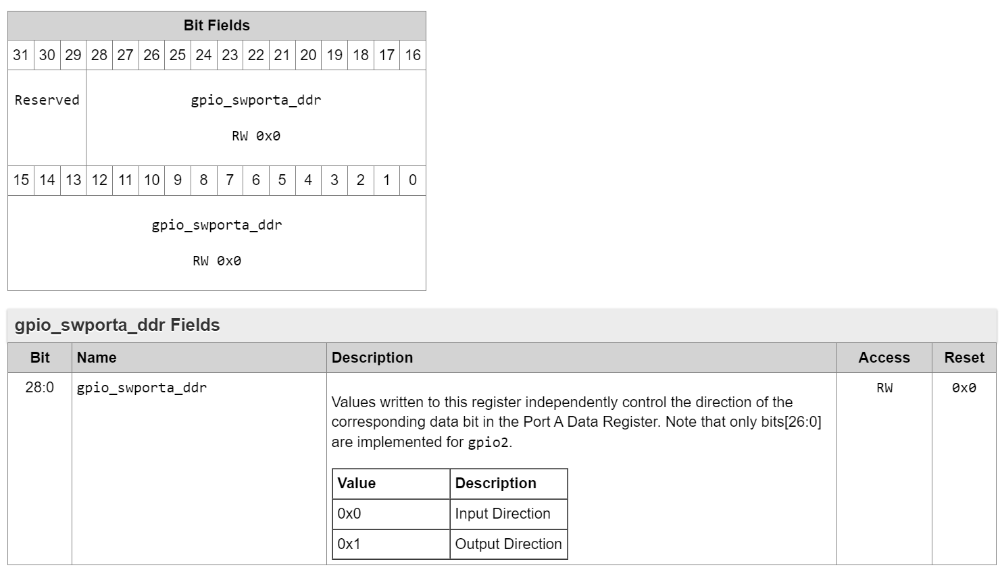 Bit Fields
31 30 29 28 27 26 25 24 23 22 21 20 19 18 17 16
Reserved gpio_swporta_ddr
RW 0x0
15 14 13 12 11 10 9 8 7 6 5 4 3 2 1 0
gpio_swporta_ddr
RW 0x0
gpio_swporta_ddr Fields
Bit Name Description Access Reset
28:0 gpio_swporta_ddr RW 0x0
Values written to this register independently control the direction of the
corresponding data bit in the Port A Data Register. Note that only bits[26:0]
are implemented for gpio2.
Value Description
0x0 Input Direction
0x1 Output Direction